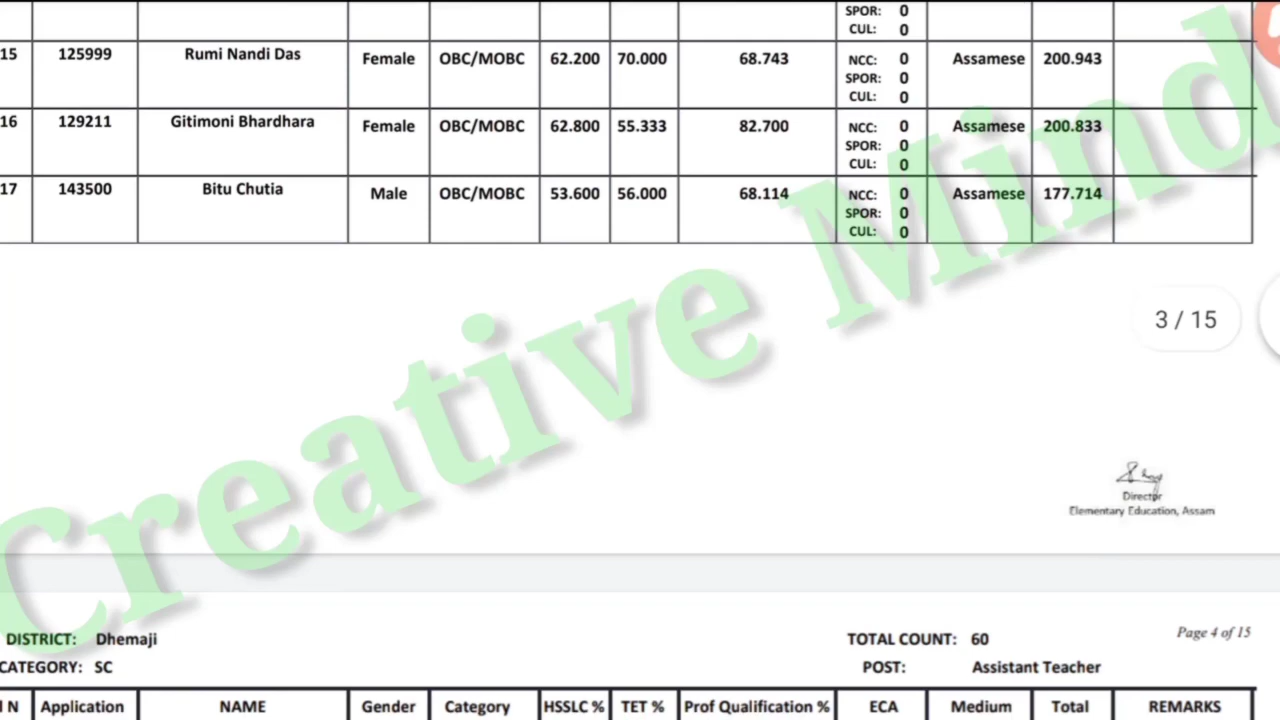 SPOR: 0
CUL: 0
15 125999 Rumi Nandi Das Female OBC/MOBC 62.200 70.000 68.743 NCC: 0 Assamese 200.943
SPOR: 0
CUL: 0
16 129211 Gitimoni Bhardhara Female OBC/MOBC 62.800 55.333 82.700 NCC: 0 Assamese 200.833
SPOR: 0
CUL: 0
17 143500 Bitu Chutia Male OBC/MOBC 53.600 56.000 68.114 NCC: 0 Assamese 177.714
SPOR: 0
CUL: 0
Creative Mind
3 / 15
Director
Elementary Education, Assam
Page 4 of 15
DISTRICT: Dhemaji TOTAL COUNT: 60
CATEGORY: SC POST: Assistant Teacher
N Application NAME Gender Category HSSLC % TET % Prof Qualification % ECA Medium Total REMARKS